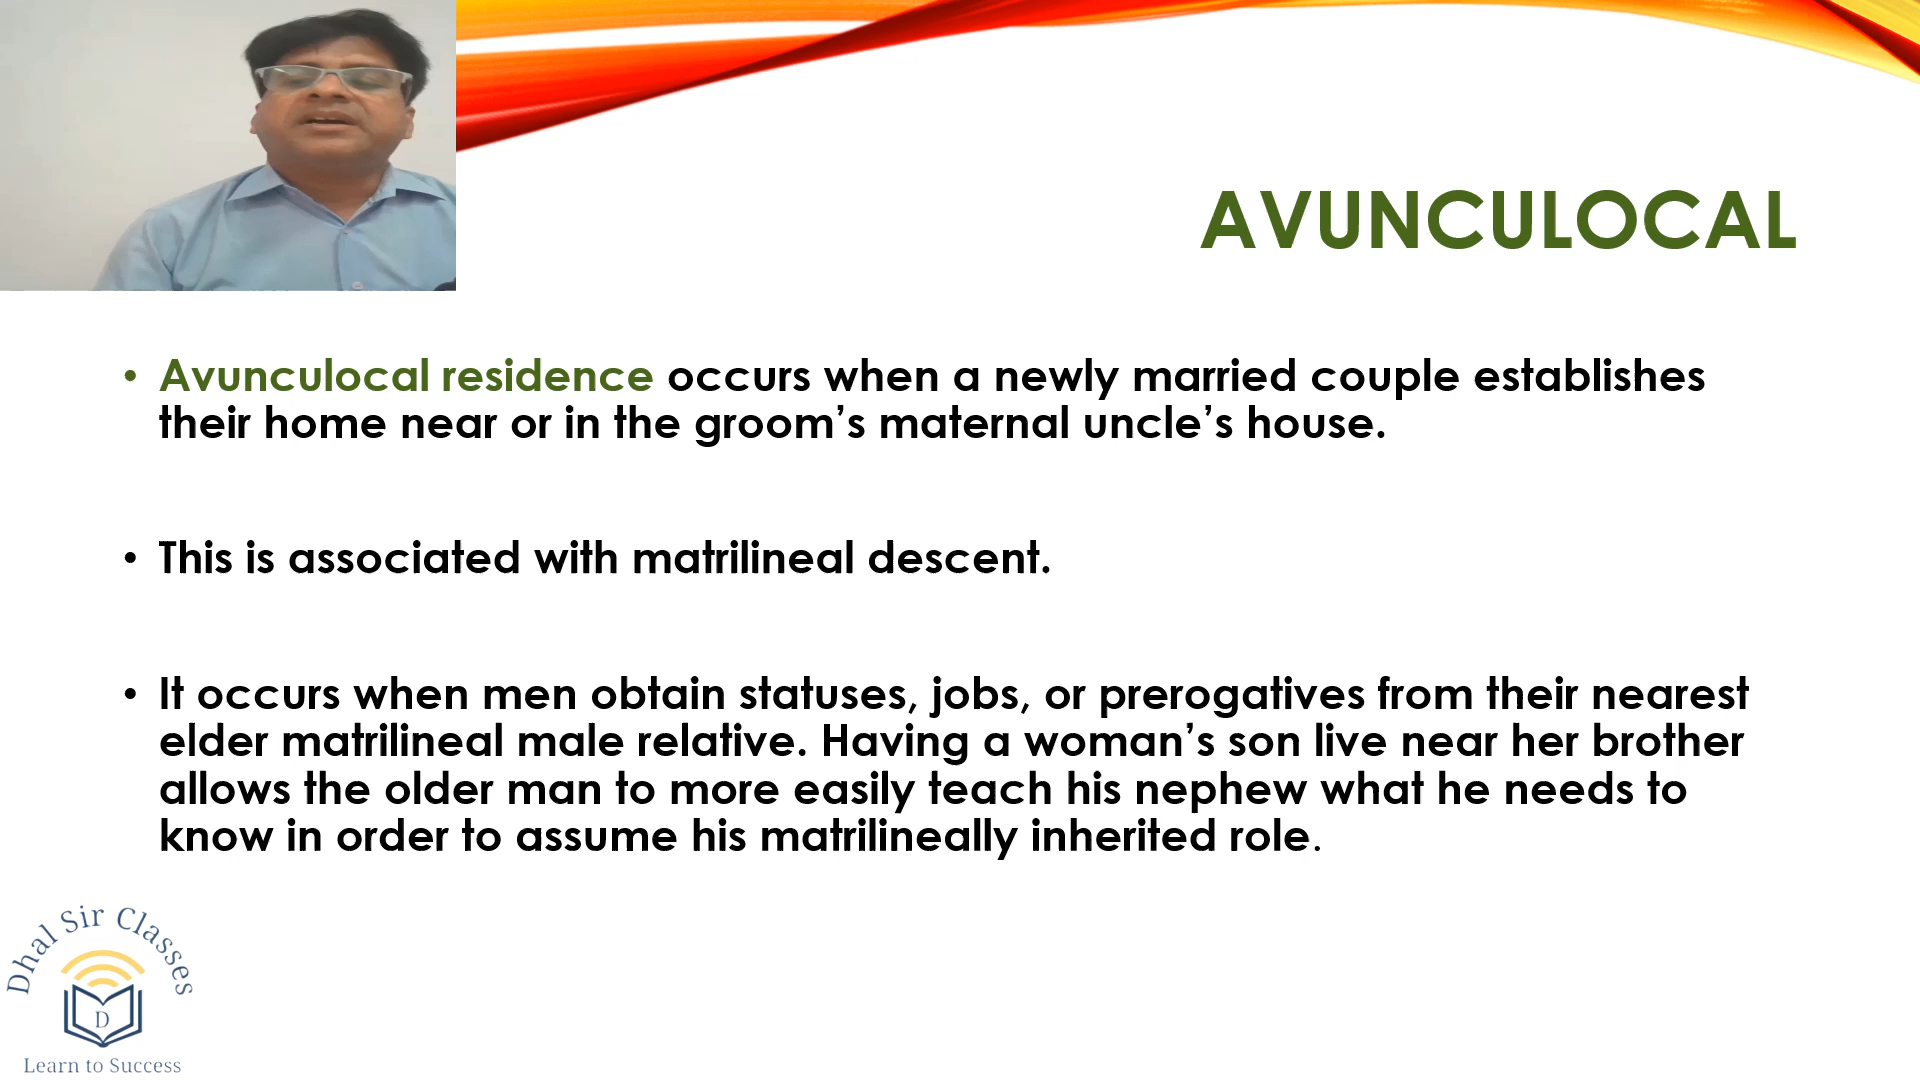 AVUNCULOCAL
• Avunculocal residence occurs when a newly married couple establishes
their home near or in the groom’s maternal uncle’s house.
• This is associated with matrilineal descent.
• It occurs when men obtain statuses, jobs, or prerogatives from their nearest
elder matrilineal male relative. Having a woman’s son live near her brother
allows the older man to more easily teach his nephew what he needs to
know in order to assume his matrilineally inherited role.
Dhal Sir Classes
D
Learn to Success